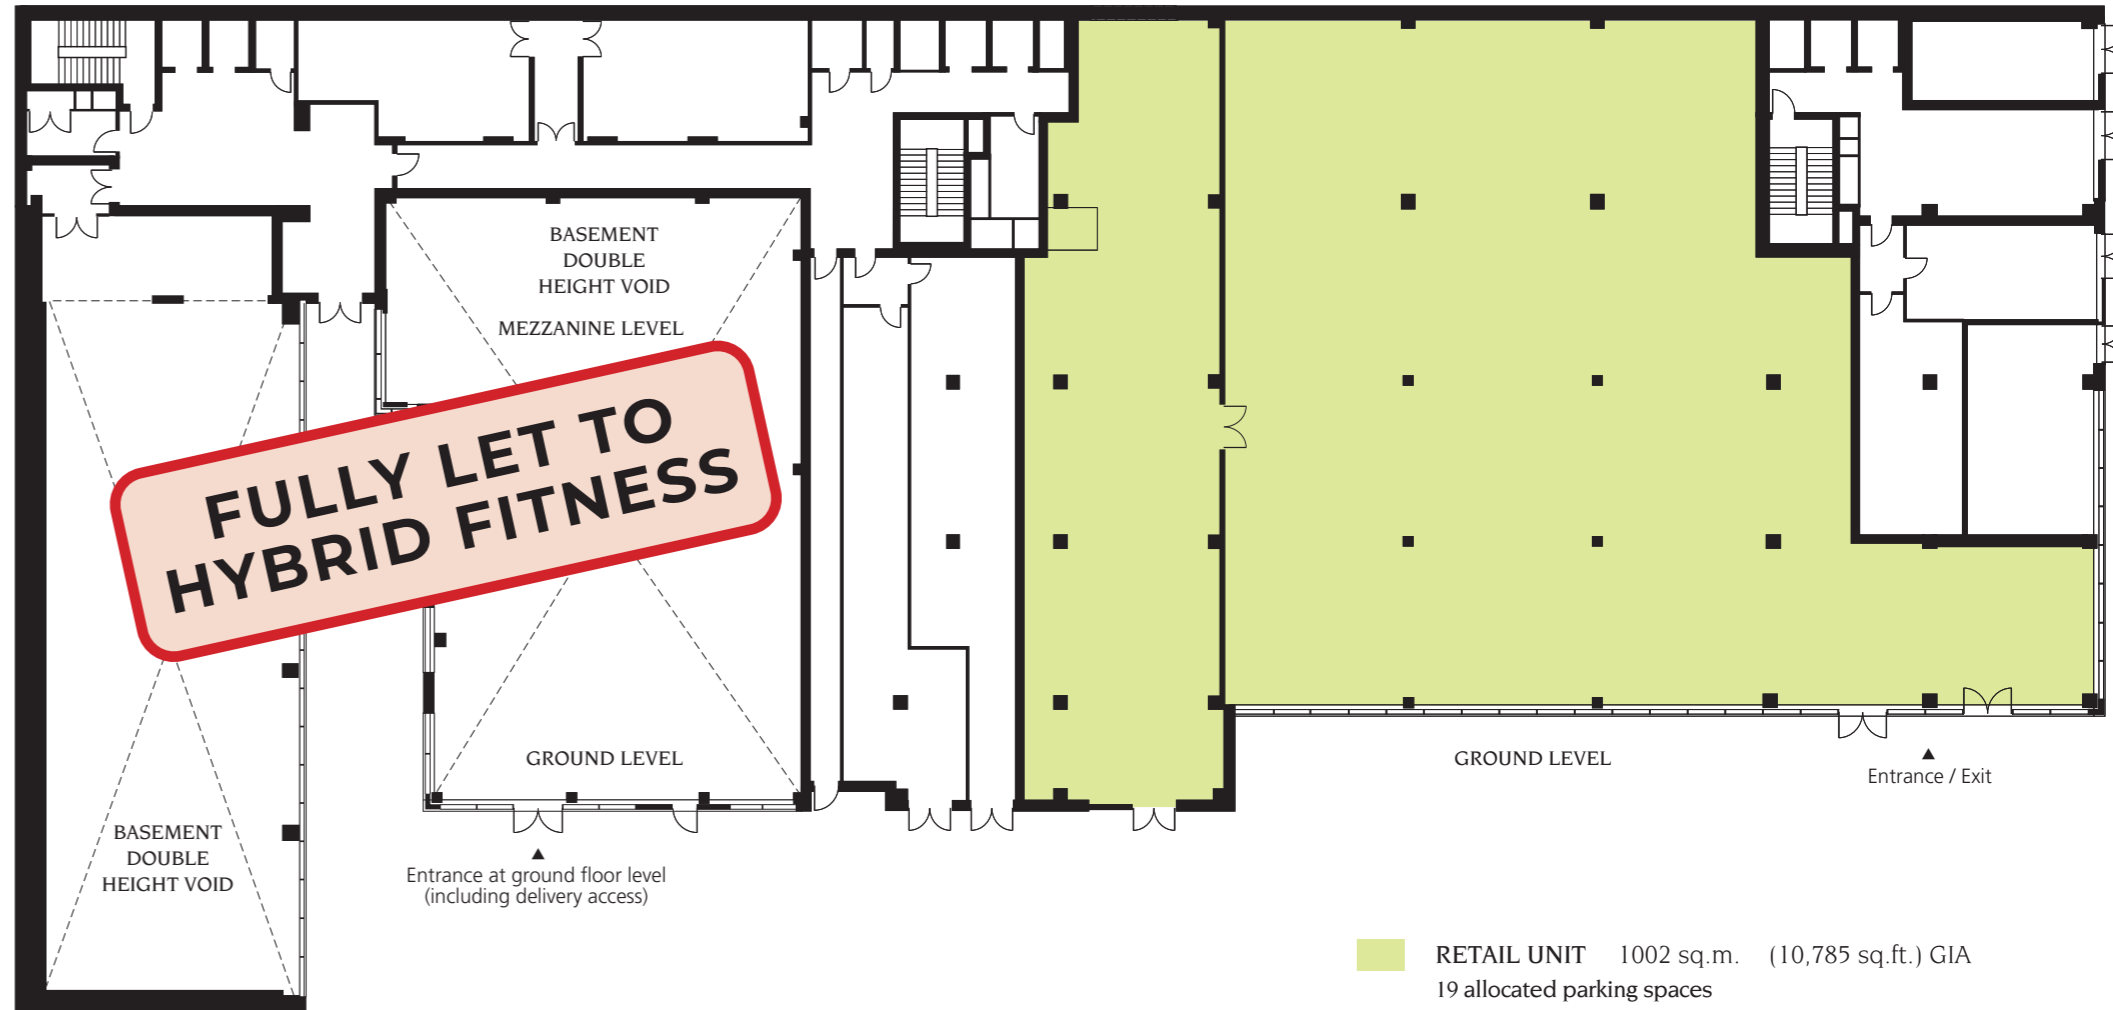 BASEMENT
DOUBLE
HEIGHT VOID
MEZZANINE LEVEL
FULLY LET TO
HYBRID FITNESS
GROUND LEVEL
GROUND LEVEL
▲
Entrance / Exit
BASEMENT
DOUBLE
HEIGHT VOID
▲
Entrance at ground floor level
(including delivery access)
RETAIL UNIT 1002 sq.m. (10,785 sq.ft.) GIA
19 allocated parking spaces